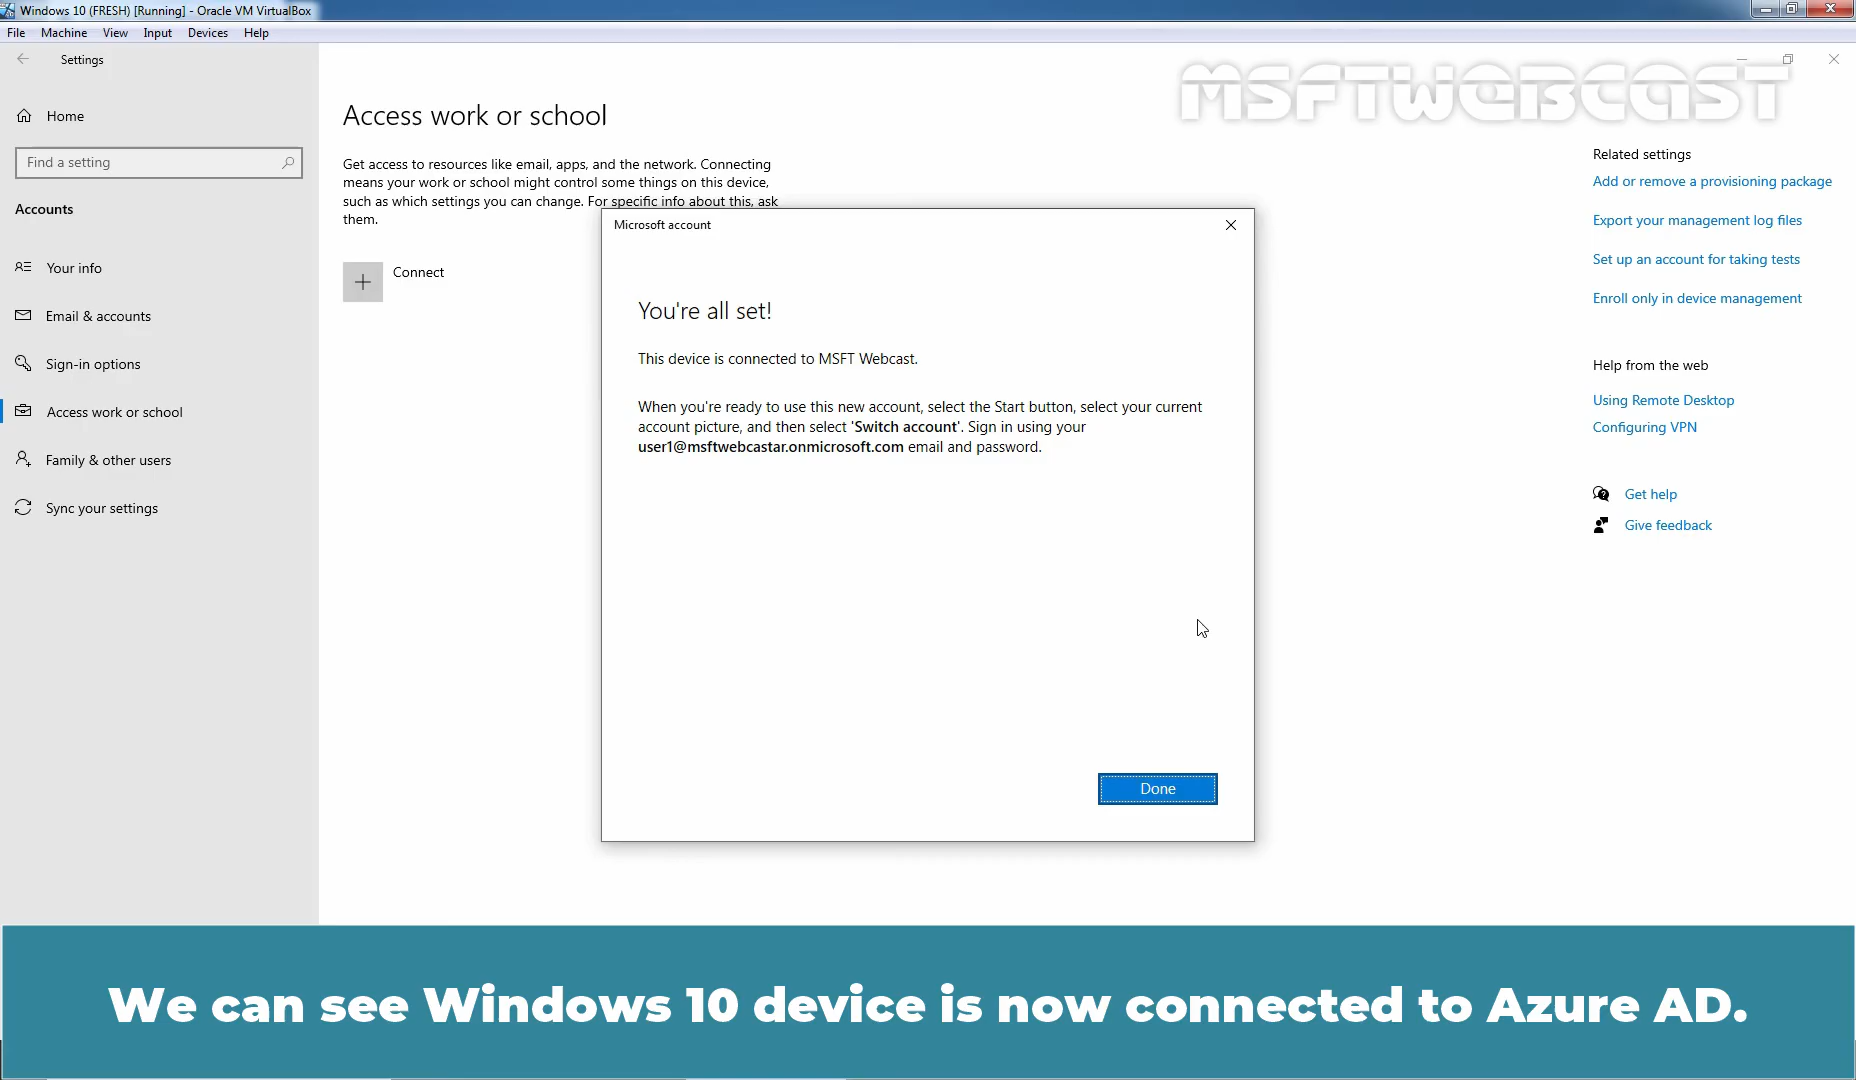 Windows 10 (FRESH) [Running] - Oracle VM VirtualBox
File Machine View Input Devices Help
Settings
Home
Find a setting
Accounts
Your info
Email & accounts
Sign-in options
Access work or school
Family & other users
Sync your settings
Access work or school
Get access to resources like email, apps, and the network. Connecting
means your work or school might control some things on this device,
such as which settings you can change. For specific info about this, ask
them.
Connect
Microsoft account
You're all set!
This device is connected to MSFT Webcast.
When you're ready to use this new account, select the Start button, select your current
account picture, and then select 'Switch account'. Sign in using your
user1@msftwebcastar.onmicrosoft.com email and password.
Done
MSFTWEBCAST
Related settings
Add or remove a provisioning package
Export your management log files
Set up an account for taking tests
Enroll only in device management
Help from the web
Using Remote Desktop
Configuring VPN
Get help
Give feedback
We can see Windows 10 device is now connected to Azure AD.